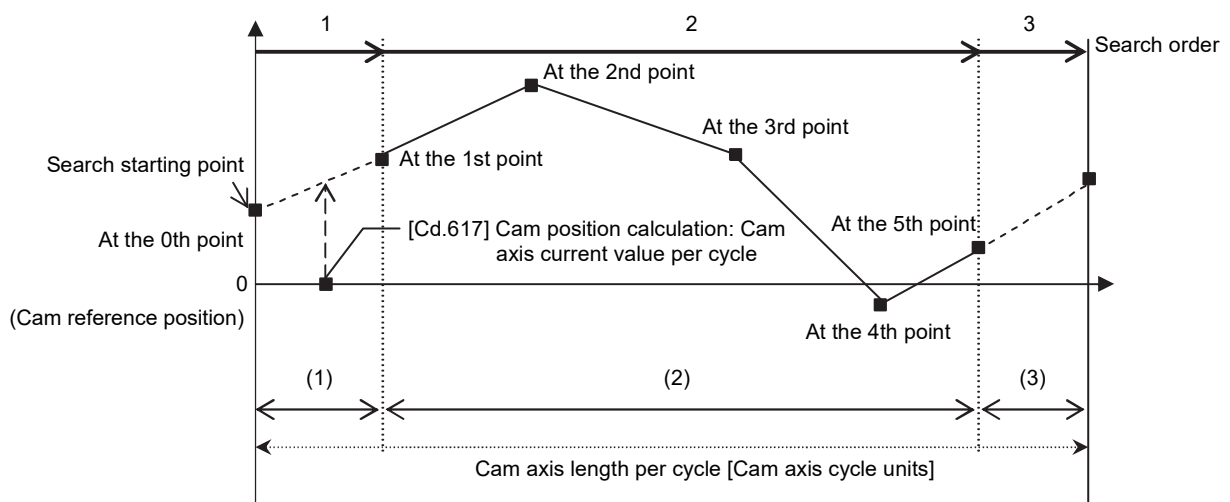 1
2
3
Search order
At the 2nd point
At the 3rd point
At the 1st point
Search starting point
At the 0th point
[Cd.617] Cam position calculation: Cam
axis current value per cycle
At the 5th point
0
(Cam reference position)
At the 4th point
(1)
(2)
(3)
Cam axis length per cycle [Cam axis cycle units]